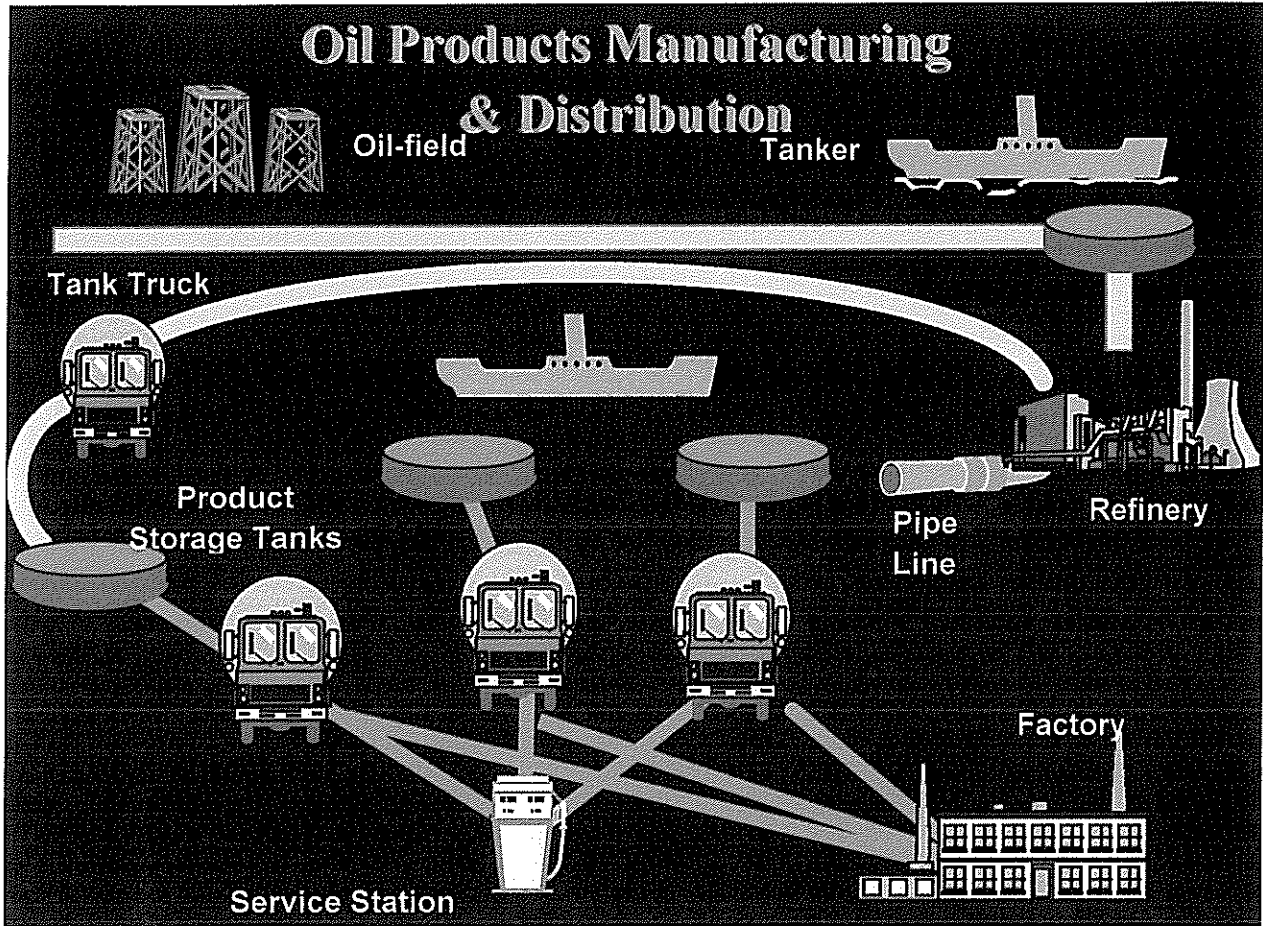 Oil Products Manufacturing
& Distribution
Oil-field
Tanker
Tank Truck
Product
Storage Tanks
Pipe
Line
Refinery
Factory
Service Station